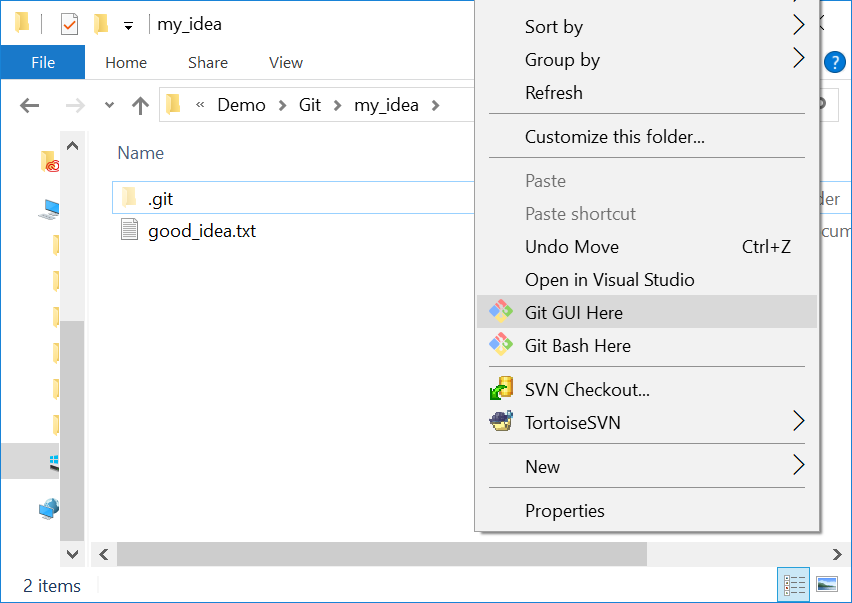 my_idea
File Home Share View
« Demo > Git > my_idea >
Name
.git
good_idea.txt
2 items
Sort by
Group by
Refresh
Customize this folder...
Paste
Paste shortcut
Undo Move Ctrl+Z
Open in Visual Studio
Git GUI Here
Git Bash Here
SVN Checkout...
TortoiseSVN
New
Properties